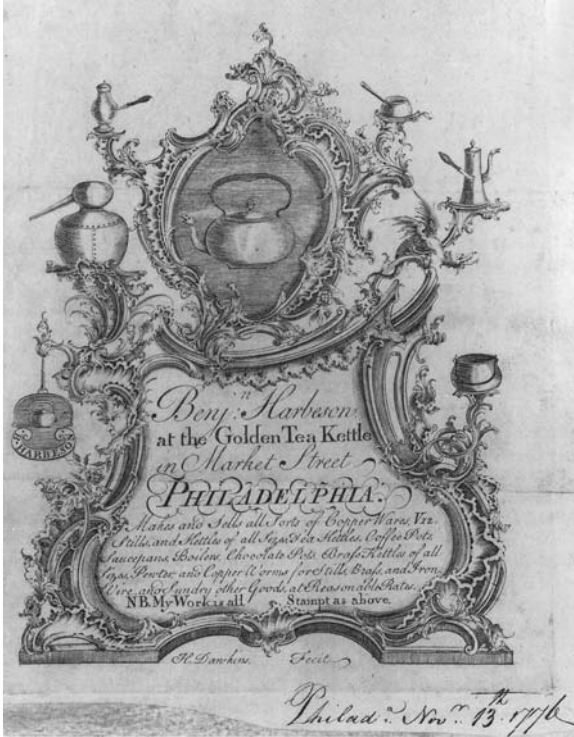 B. HARBESON
Benj:n Harbeson
at the Golden Tea Kettle
in Market Street
PHILADELPHIA.
Makes and Sells all Sorts of Copper Wares, Viz.
Stills, and Kettles of all Sizes, Tea Kettles, Coffee Pots,
Saucepans, Boilers, Chocolate Pots, Brass Kettles of all
Sizes, Pewter and Copper Worms for Stills, Brass, and Iron
Wire, and Sundry other Goods, at Reasonable Rates.
NB. My Work is all Stampt as above.
H. Dawkins. Fecit
Philad.a Nov.r 13.th 1776